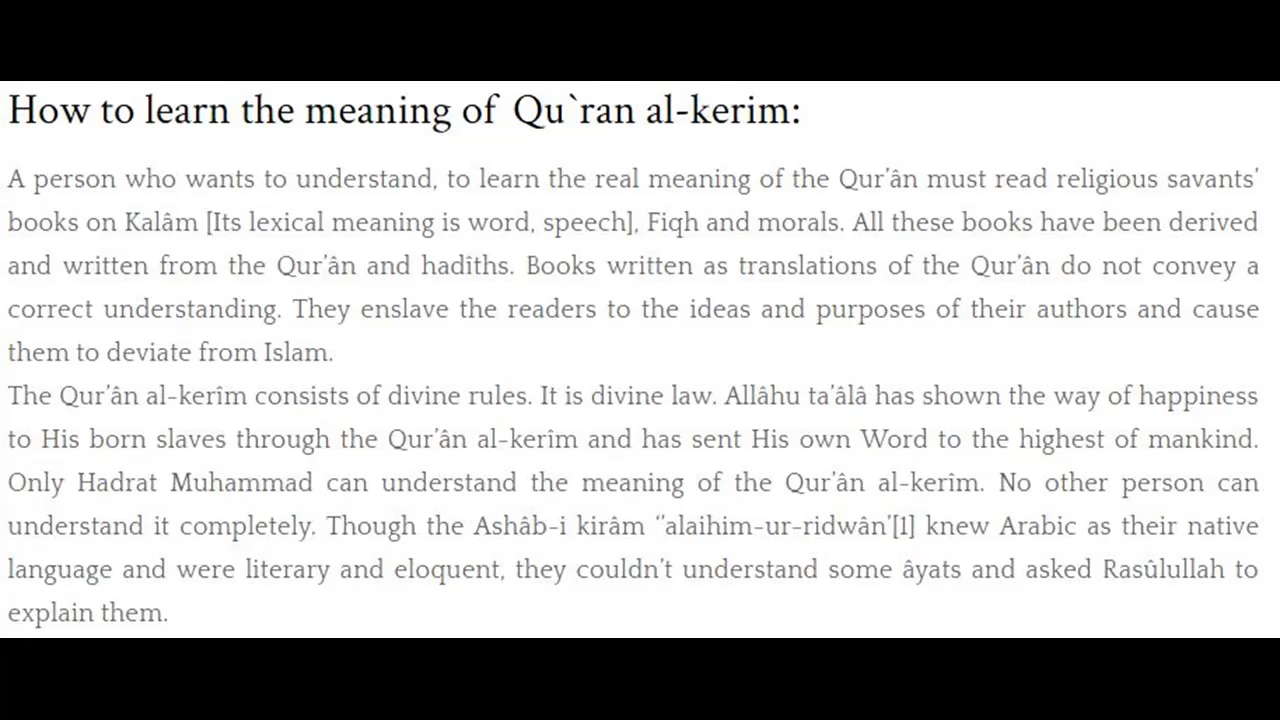 How to learn the meaning of Qu`ran al-kerim:
A person who wants to understand, to learn the real meaning of the Qur’ân must read religious savants’
books on Kalâm [Its lexical meaning is word, speech], Fiqh and morals. All these books have been derived
and written from the Qur’ân and hadîths. Books written as translations of the Qur’ân do not convey a
correct understanding. They enslave the readers to the ideas and purposes of their authors and cause
them to deviate from Islam.
The Qur’ân al-kerîm consists of divine rules. It is divine law. Allâhu ta’âlâ has shown the way of happiness
to His born slaves through the Qur’ân al-kerîm and has sent His own Word to the highest of mankind.
Only Hadrat Muhammad can understand the meaning of the Qur’ân al-kerîm. No other person can
understand it completely. Though the Ashâb-i kirâm ‘’alaihim-ur-ridwân’[1] knew Arabic as their native
language and were literary and eloquent, they couldn’t understand some âyats and asked Rasûlullah to
explain them.